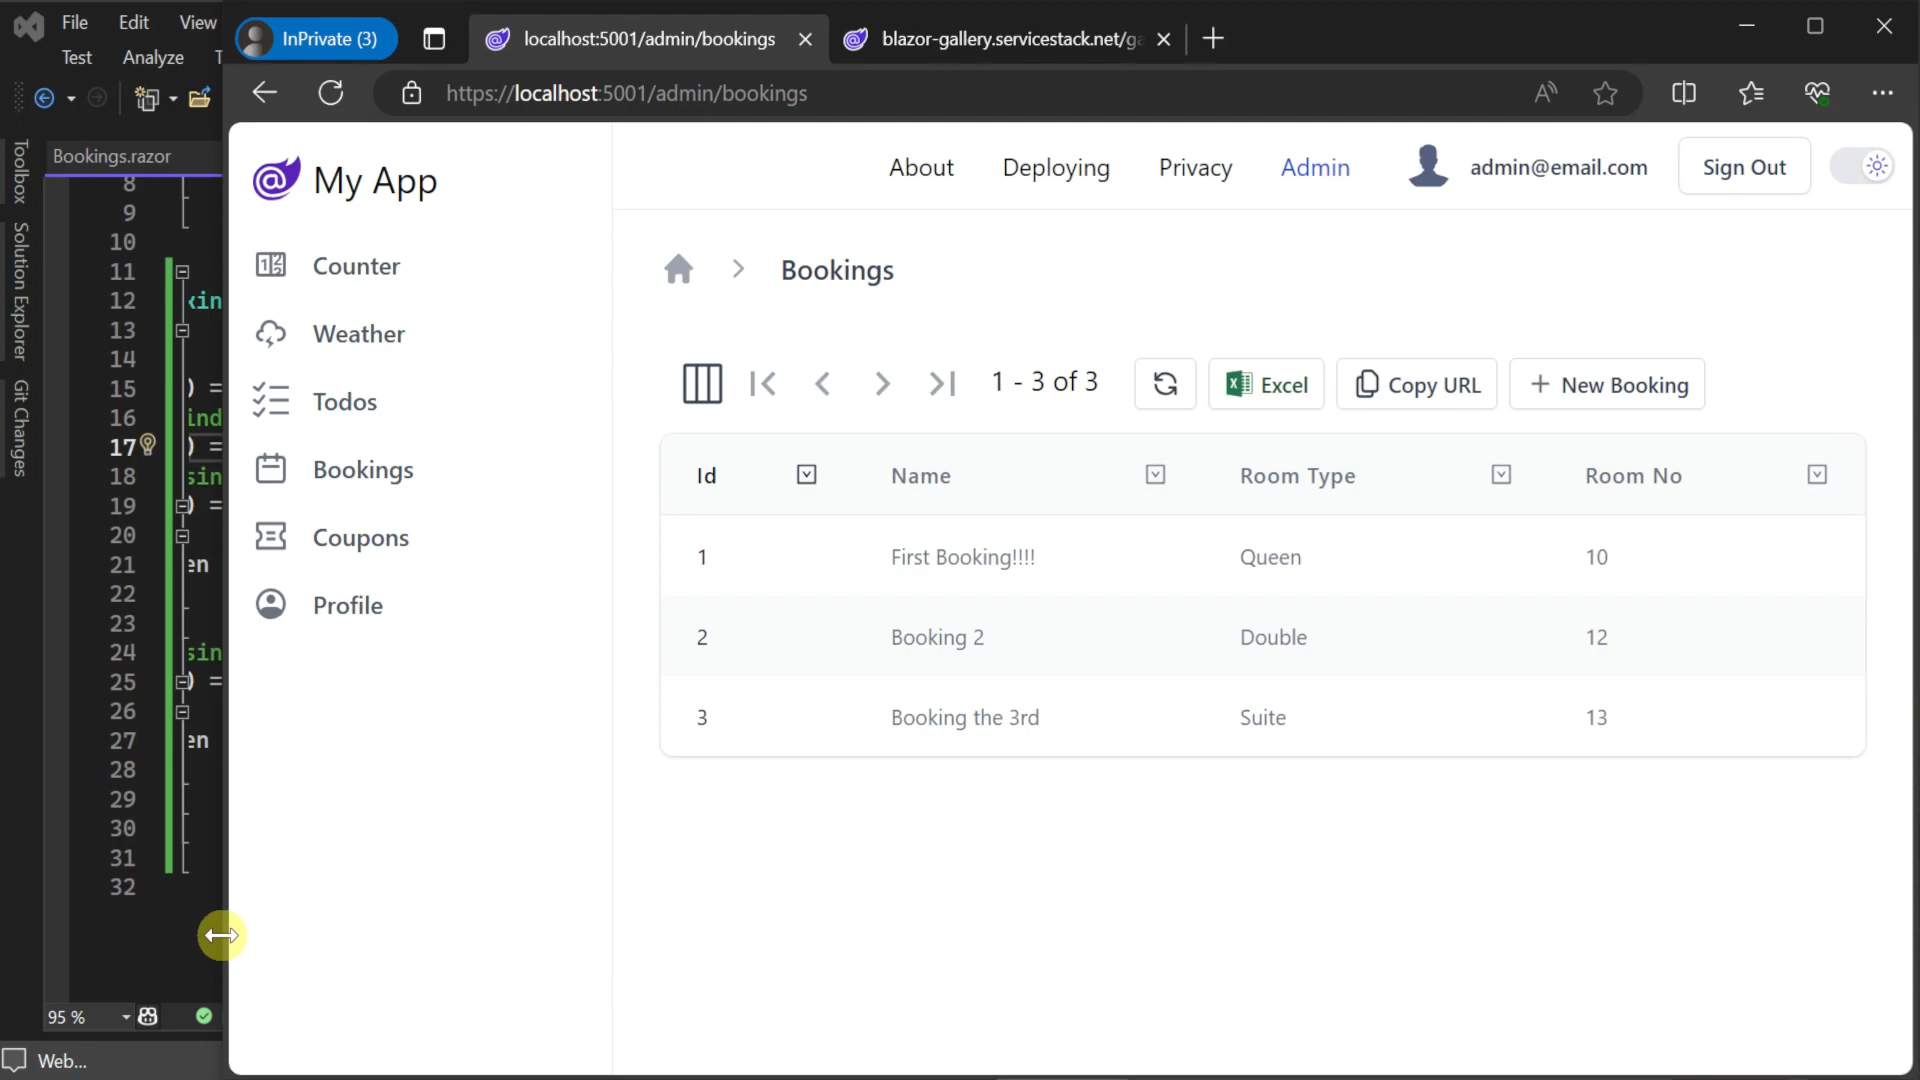 File Edit View
Test Analyze
InPrivate (3)
localhost:5001/admin/bookings
blazor-gallery.servicestack.net/ga
https://localhost:5001/admin/bookings
Toolbox
Solution Explorer
Git Changes
Bookings.razor
8
9
10
11
12
13
14
15 ) =
16 ind
17 ) =
18 sin
19 ) =
20
21 en
22
23
24 sin
25 ) =
26
27 en
28
29
30
31
32
95 %
Web...
My App
Counter
Weather
Todos
Bookings
Coupons
Profile
About Deploying Privacy Admin admin@email.com Sign Out
Bookings
1 - 3 of 3 Excel Copy URL + New Booking
Id Name Room Type Room No
1 First Booking!!!! Queen 10
2 Booking 2 Double 12
3 Booking the 3rd Suite 13